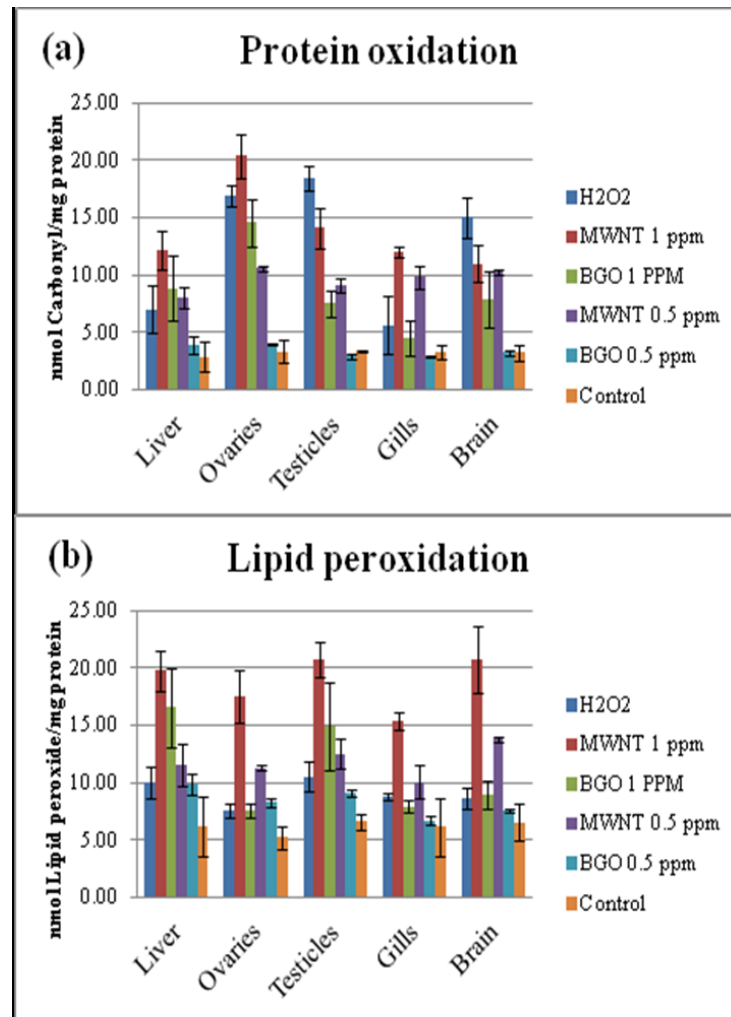 (a) Protein oxidation
nmol Carbonyl/mg protein
25.00
20.00
15.00
10.00
5.00
0.00
Liver
Ovaries
Testicles
Gills
Brain
H2O2
MWNT 1 ppm
BGO 1 PPM
MWNT 0.5 ppm
BGO 0.5 ppm
Control
(b) Lipid peroxidation
nmol Lipid peroxide/mg protein
25.00
20.00
15.00
10.00
5.00
0.00
Liver
Ovaries
Testicles
Gills
Brain
H2O2
MWNT 1 ppm
BGO 1 PPM
MWNT 0.5 ppm
BGO 0.5 ppm
Control